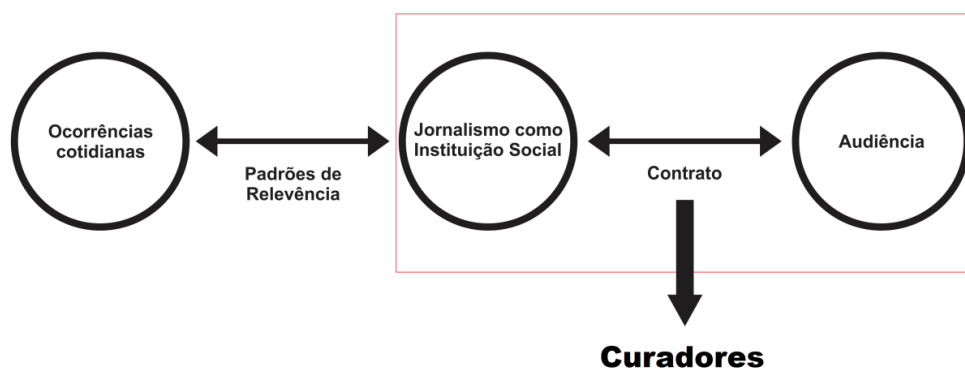 Ocorrências
cotidianas
Padrões de
Relevência
Jornalismo como
Instituição Social
Contrato
Audiência
Curadores